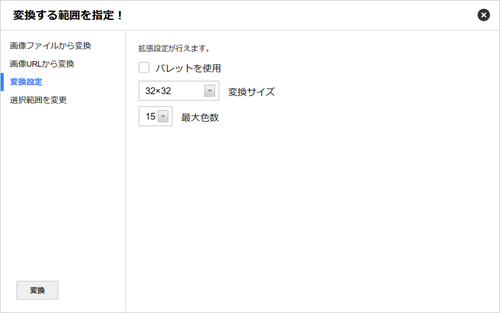 変換する範囲を指定！
画像ファイルから変換
画像URLから変換
変換設定
選択範囲を変更
拡張設定が行えます。
パレットを使用
32×32 変換サイズ
15 最大色数
変換